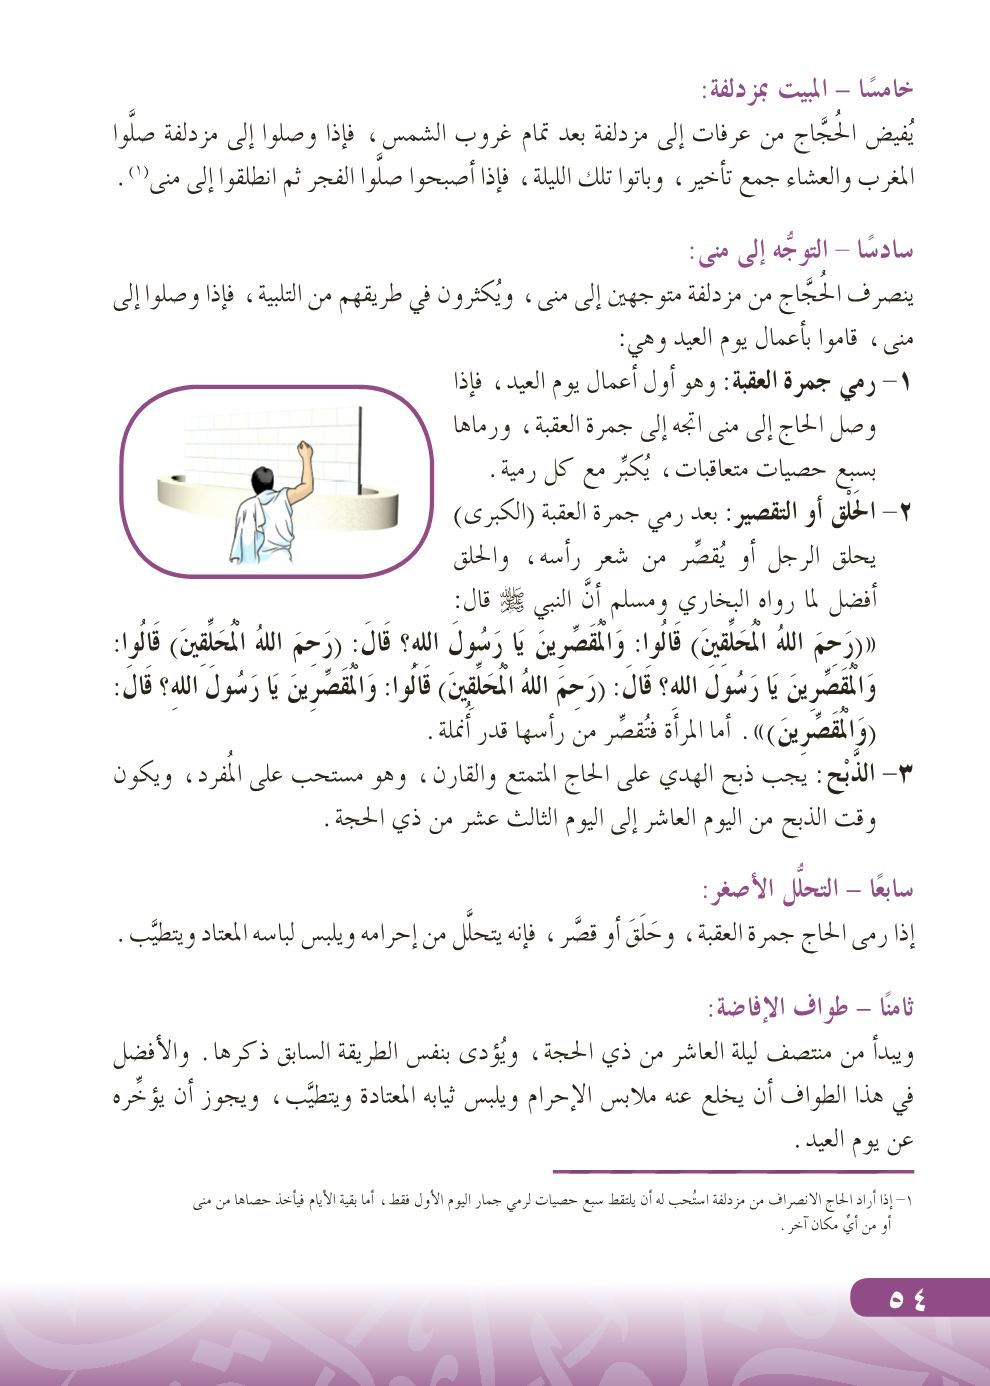 خامسًا – المبيت بمزدلفة:
يُفيض الحُجَّاج من عرفات إلى مزدلفة بعد تمام غروب الشمس، فإذا وصلوا إلى مزدلفة صلَّوا
المغرب والعشاء جمع تأخير، وباتوا تلك الليلة، فإذا أصبحوا صلَّوا الفجر ثم انطلقوا إلى منى(١).
سادسًا – التوجُّه إلى منى:
ينصرف الحُجَّاج من مزدلفة متوجهين إلى منى، ويُكثرون في طريقهم من التلبية، فإذا وصلوا إلى
منى، قاموا بأعمال يوم العيد وهي:
١– رمي جمرة العقبة: وهو أول أعمال يوم العيد، فإذا
وصل الحاج إلى منى اتجه إلى جمرة العقبة، ورماها
بسبع حصيات متعاقبات، يُكبِّر مع كل رمية.
٢– الحَلْق أو التقصير: بعد رمي جمرة العقبة (الكبرى)
يحلق الرجل أو يُقصِّر من شعر رأسه، والحلق
أفضل لما رواه البخاري ومسلم أنَّ النبي ﷺ قال:
«(رَحِمَ اللهُ الْمُحَلِّقِينَ) قَالُوا: وَالْمُقَصِّرِينَ يَا رَسُولَ اللهِ؟ قَالَ: (رَحِمَ اللهُ الْمُحَلِّقِينَ) قَالُوا:
وَالْمُقَصِّرِينَ يَا رَسُولَ اللهِ؟ قَالَ: (رَحِمَ اللهُ الْمُحَلِّقِينَ) قَالُوا: وَالْمُقَصِّرِينَ يَا رَسُولَ اللهِ؟ قَالَ:
(وَالْمُقَصِّرِينَ)». أما المرأة فتُقصِّر من رأسها قدر أُنملة.
٣– الذَّبْح: يجب ذبح الهدي على الحاج المتمتع والقارن، وهو مستحب على المُفرد، ويكون
وقت الذبح من اليوم العاشر إلى اليوم الثالث عشر من ذي الحجة.
سابعًا – التحلُّل الأصغر:
إذا رمى الحاج جمرة العقبة، وحَلَقَ أو قصَّر، فإنه يتحلَّل من إحرامه ويلبس لباسه المعتاد ويتطيَّب.
ثامنًا – طواف الإفاضة:
ويبدأ من منتصف ليلة العاشر من ذي الحجة، ويُؤدى بنفس الطريقة السابق ذكرها. والأفضل
في هذا الطواف أن يخلع عنه ملابس الإحرام ويلبس ثيابه المعتادة ويتطيَّب، ويجوز أن يؤخِّره
عن يوم العيد.
١– إذا أراد الحاج الانصراف من مزدلفة استُحب له أن يلتقط سبع حصيات لرمي جمار اليوم الأول فقط، أما بقية الأيام فيأخذ حصاها من منى
أو من أيِّ مكان آخر.
٥٤